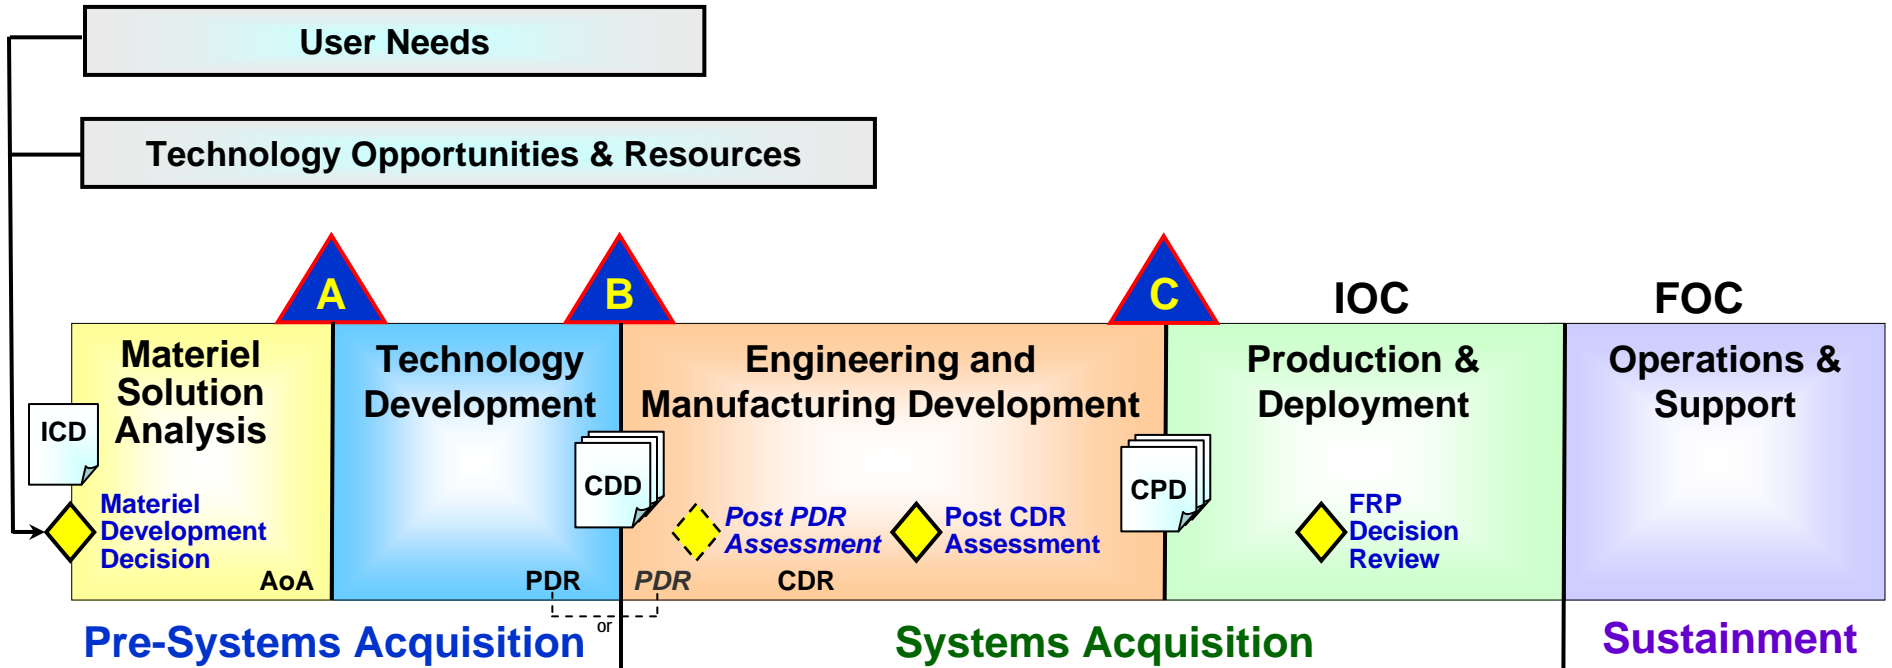 User Needs
Technology Opportunities & Resources
A
B
C
IOC
FOC
Materiel
Solution
Analysis
Technology
Development
Engineering and
Manufacturing Development
Production &
Deployment
Operations &
Support
ICD
CDD
CPD
Materiel
Development
Decision
Post PDR
Assessment
Post CDR
Assessment
FRP
Decision
Review
AoA
PDR
PDR
CDR
or
Pre-Systems Acquisition
Systems Acquisition
Sustainment